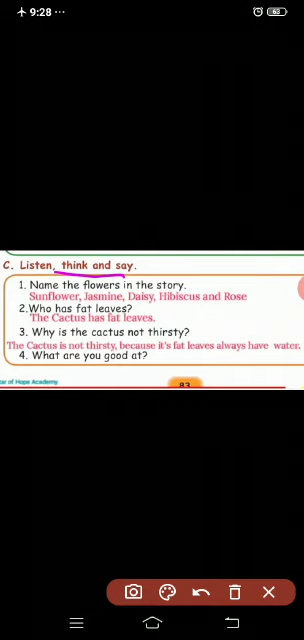 9:28 ...
63
C. Listen, think and say.
1. Name the flowers in the story.
Sunflower, Jasmine, Daisy, Hibiscus and Rose
2.Who has fat leaves?
The Cactus has fat leaves.
3. Why is the cactus not thirsty?
The Cactus is not thirsty, because it's fat leaves always have water.
4. What are you good at?
of Hope Academy
83